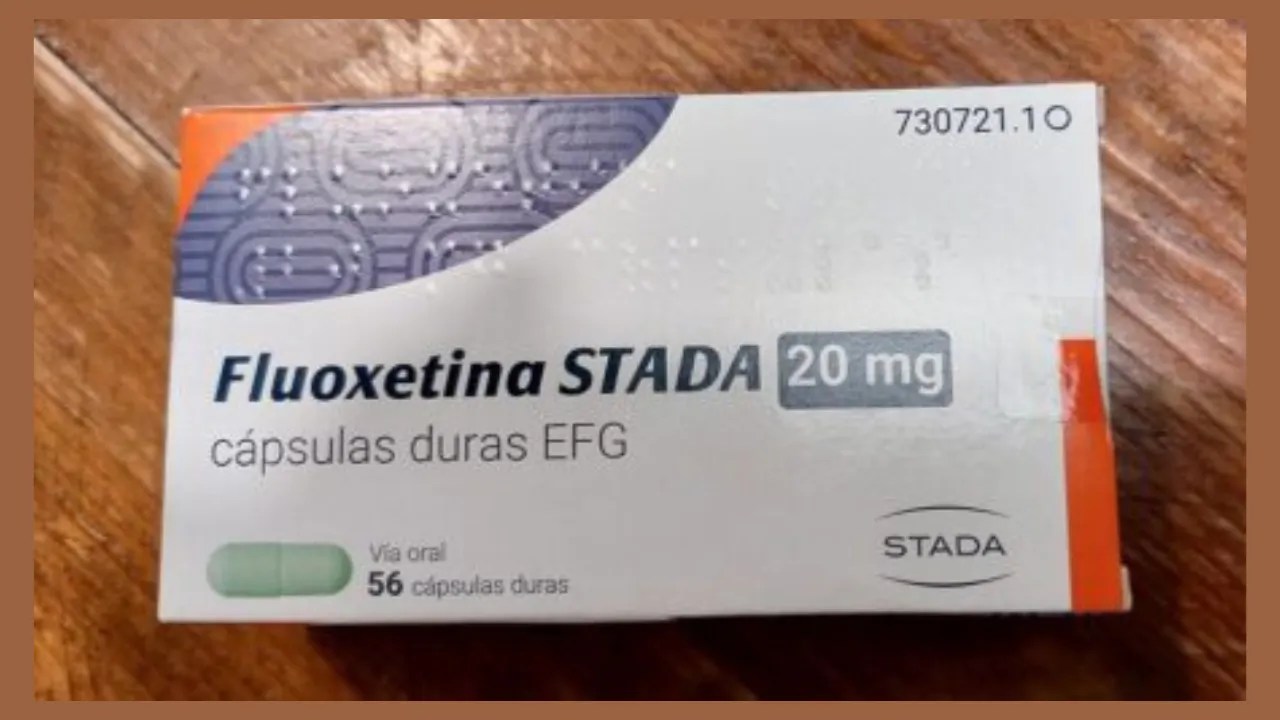 730721.1
Fluoxetina STADA 20 mg
cápsulas duras EFG
Vía oral
56 cápsulas duras
STADA